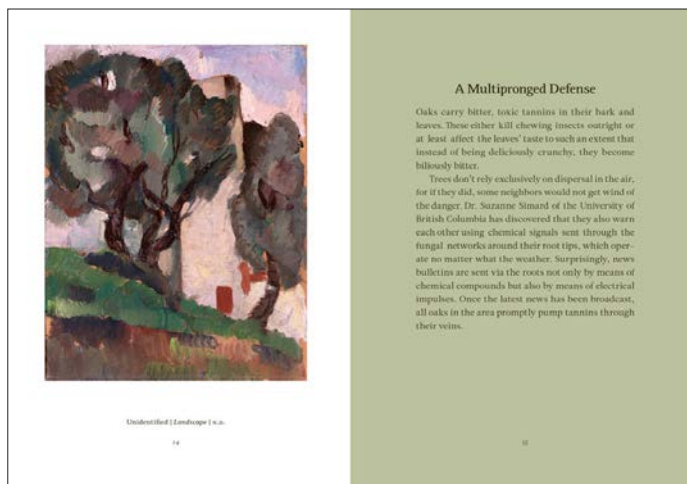 Unidentified | Landscape | n.d.
14
A Multipronged Defense
Oaks carry bitter, toxic tannins in their bark and
leaves. These either kill chewing insects outright or
at least affect the leaves’ taste to such an extent that
instead of being deliciously crunchy, they become
biliously bitter.
Trees don’t rely exclusively on dispersal in the air,
for if they did, some neighbors would not get wind of
the danger. Dr. Suzanne Simard of the University of
British Columbia has discovered that they also warn
each other using chemical signals sent through the
fungal networks around their root tips, which oper-
ate no matter what the weather. Surprisingly, news
bulletins are sent via the roots not only by means of
chemical compounds but also by means of electrical
impulses. Once the latest news has been broadcast,
all oaks in the area promptly pump tannins through
their veins.